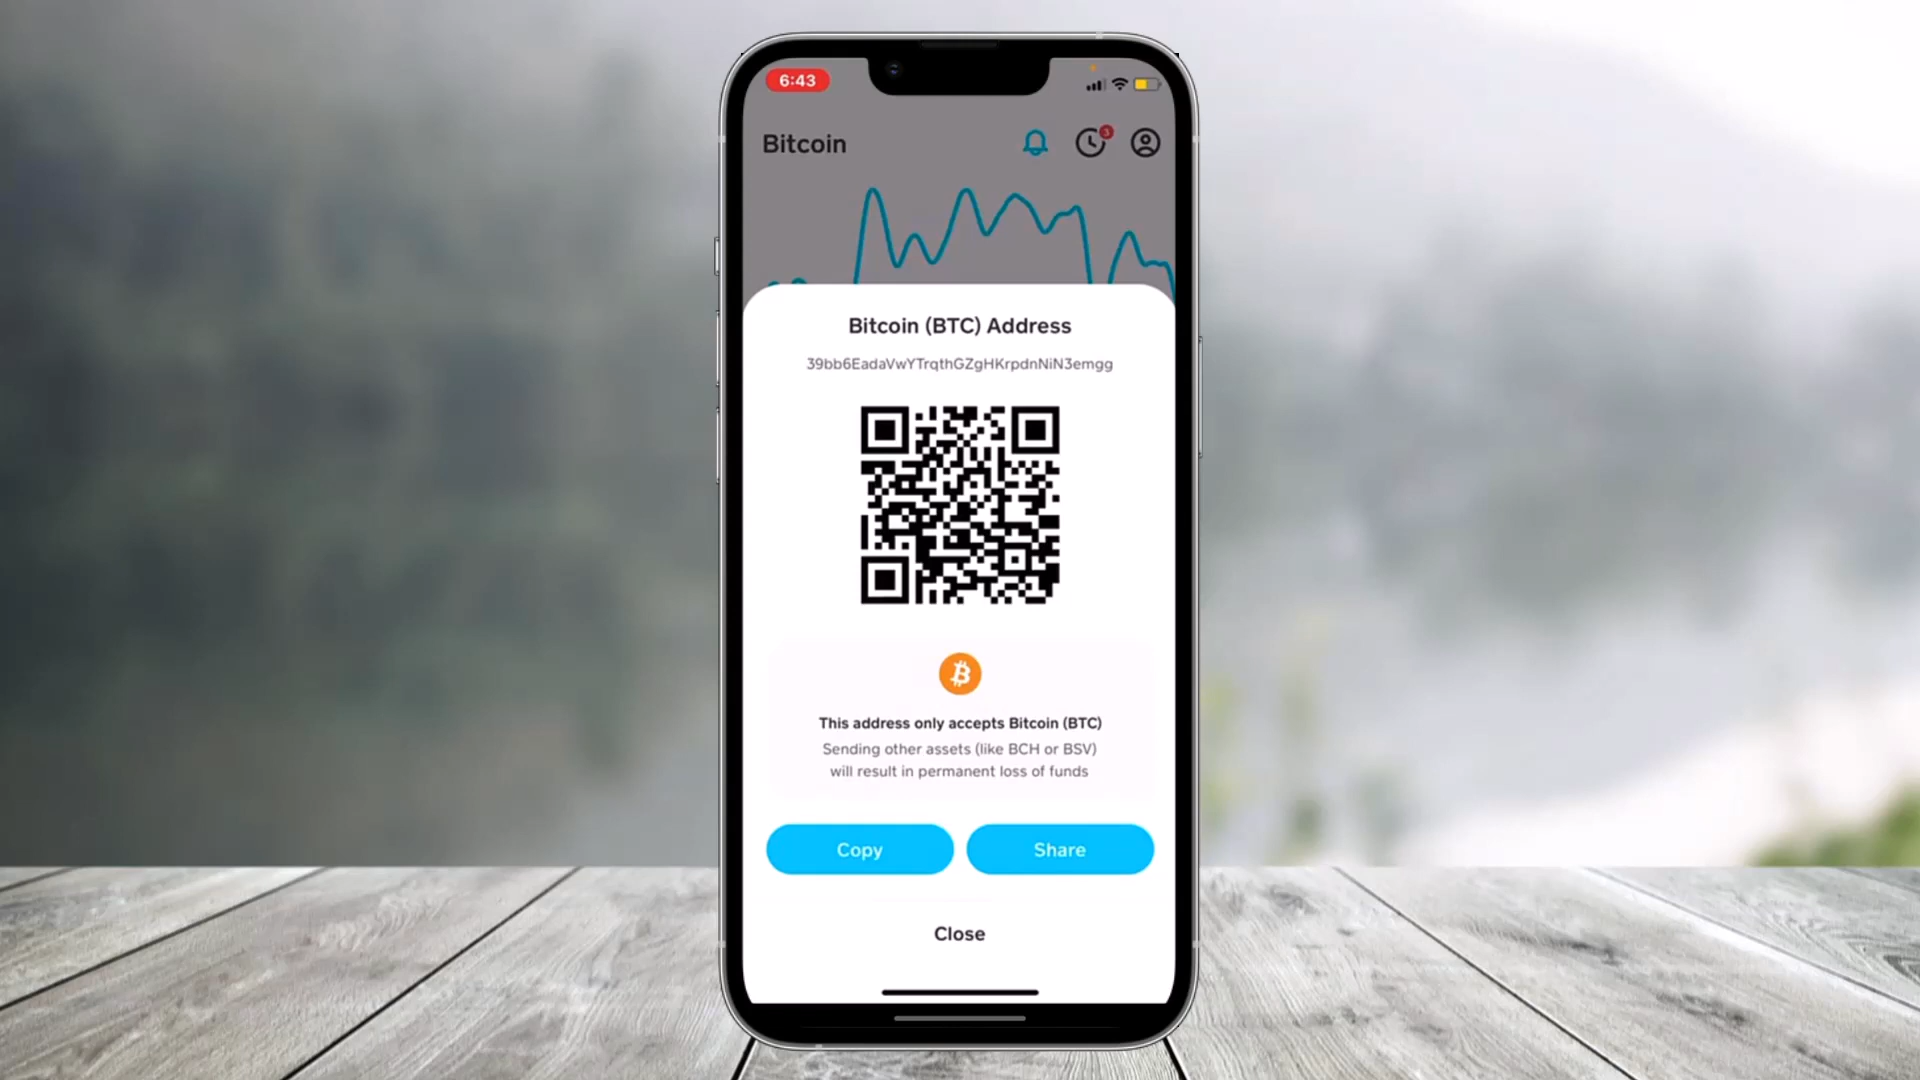 6:43
Bitcoin
3
Bitcoin (BTC) Address
39bb6EadaVwYTrqthGZgHKrpdnNiN3emgg
This address only accepts Bitcoin (BTC)
Sending other assets (like BCH or BSV)
will result in permanent loss of funds
Copy
Share
Close